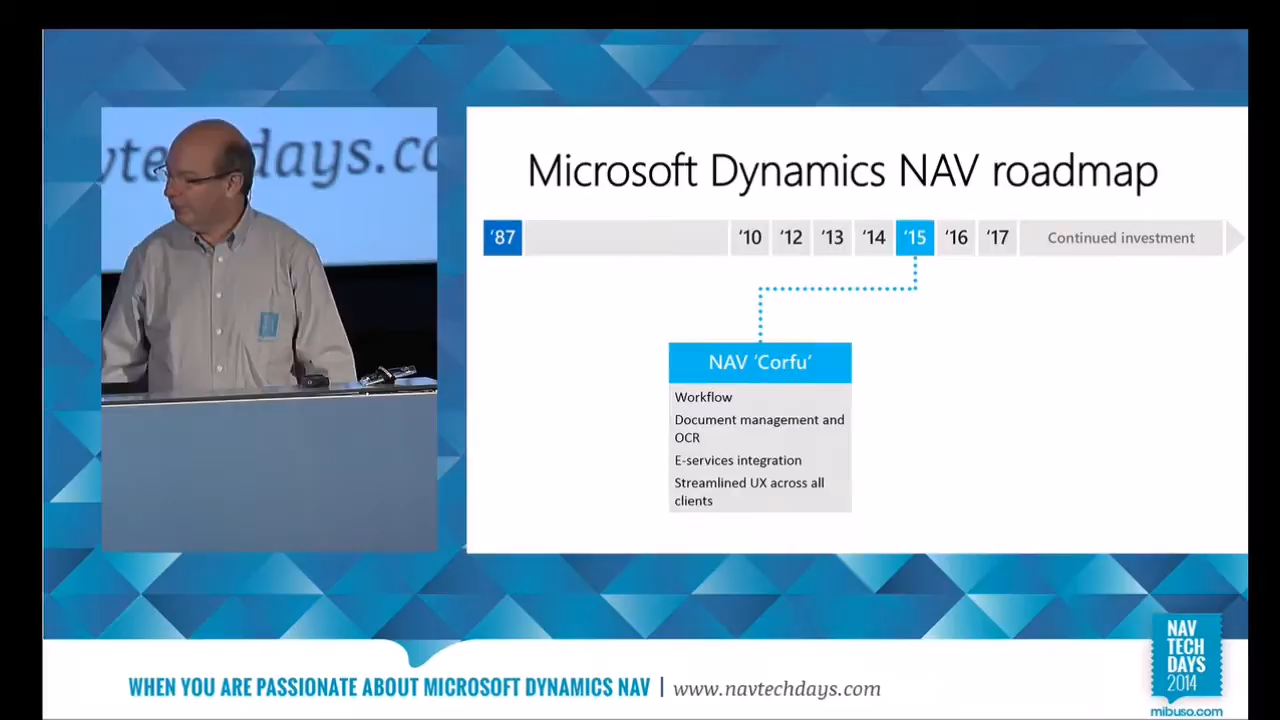 vtechdays.co
Microsoft Dynamics NAV roadmap
‘87 ‘10 ‘12 ‘13 ‘14 ‘15 ‘16 ‘17 Continued investment
NAV ‘Corfu’
Workflow
Document management and
OCR
E-services integration
Streamlined UX across all
clients
WHEN YOU ARE PASSIONATE ABOUT MICROSOFT DYNAMICS NAV | www.navtechdays.com
NAV
TECH
DAYS
2014
mibuso.com